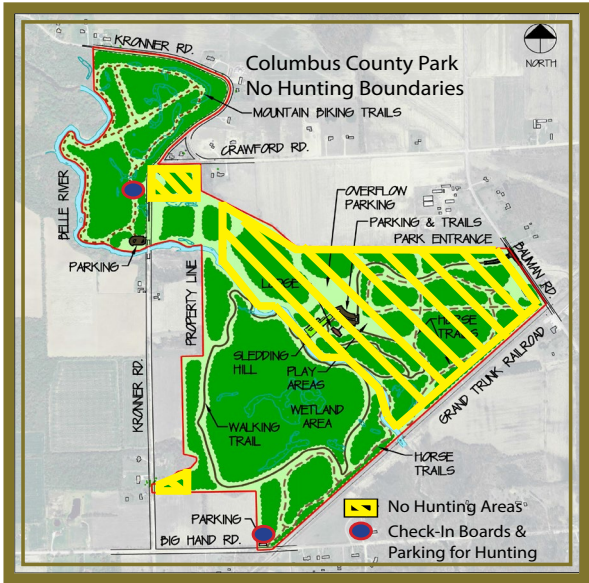 KRONNER RD.
Columbus County Park
No Hunting Boundaries
NORTH
MOUNTAIN BIKING TRAILS
CRAWFORD RD.
BELLE RIVER
OVERFLOW
PARKING
PARKING & TRAILS
PARK ENTRANCE
BAUMAN RD.
PARKING
PROPERTY LINE
LODGE
HORSE
TRAILS
SLEDDING
HILL
PLAY
AREAS
GRAND TRUNK RAILROAD
KRONNER RD.
WETLAND
AREA
WALKING
TRAIL
HORSE
TRAILS
PARKING
BIG HAND RD.
No Hunting Areas
Check-In Boards &
Parking for Hunting